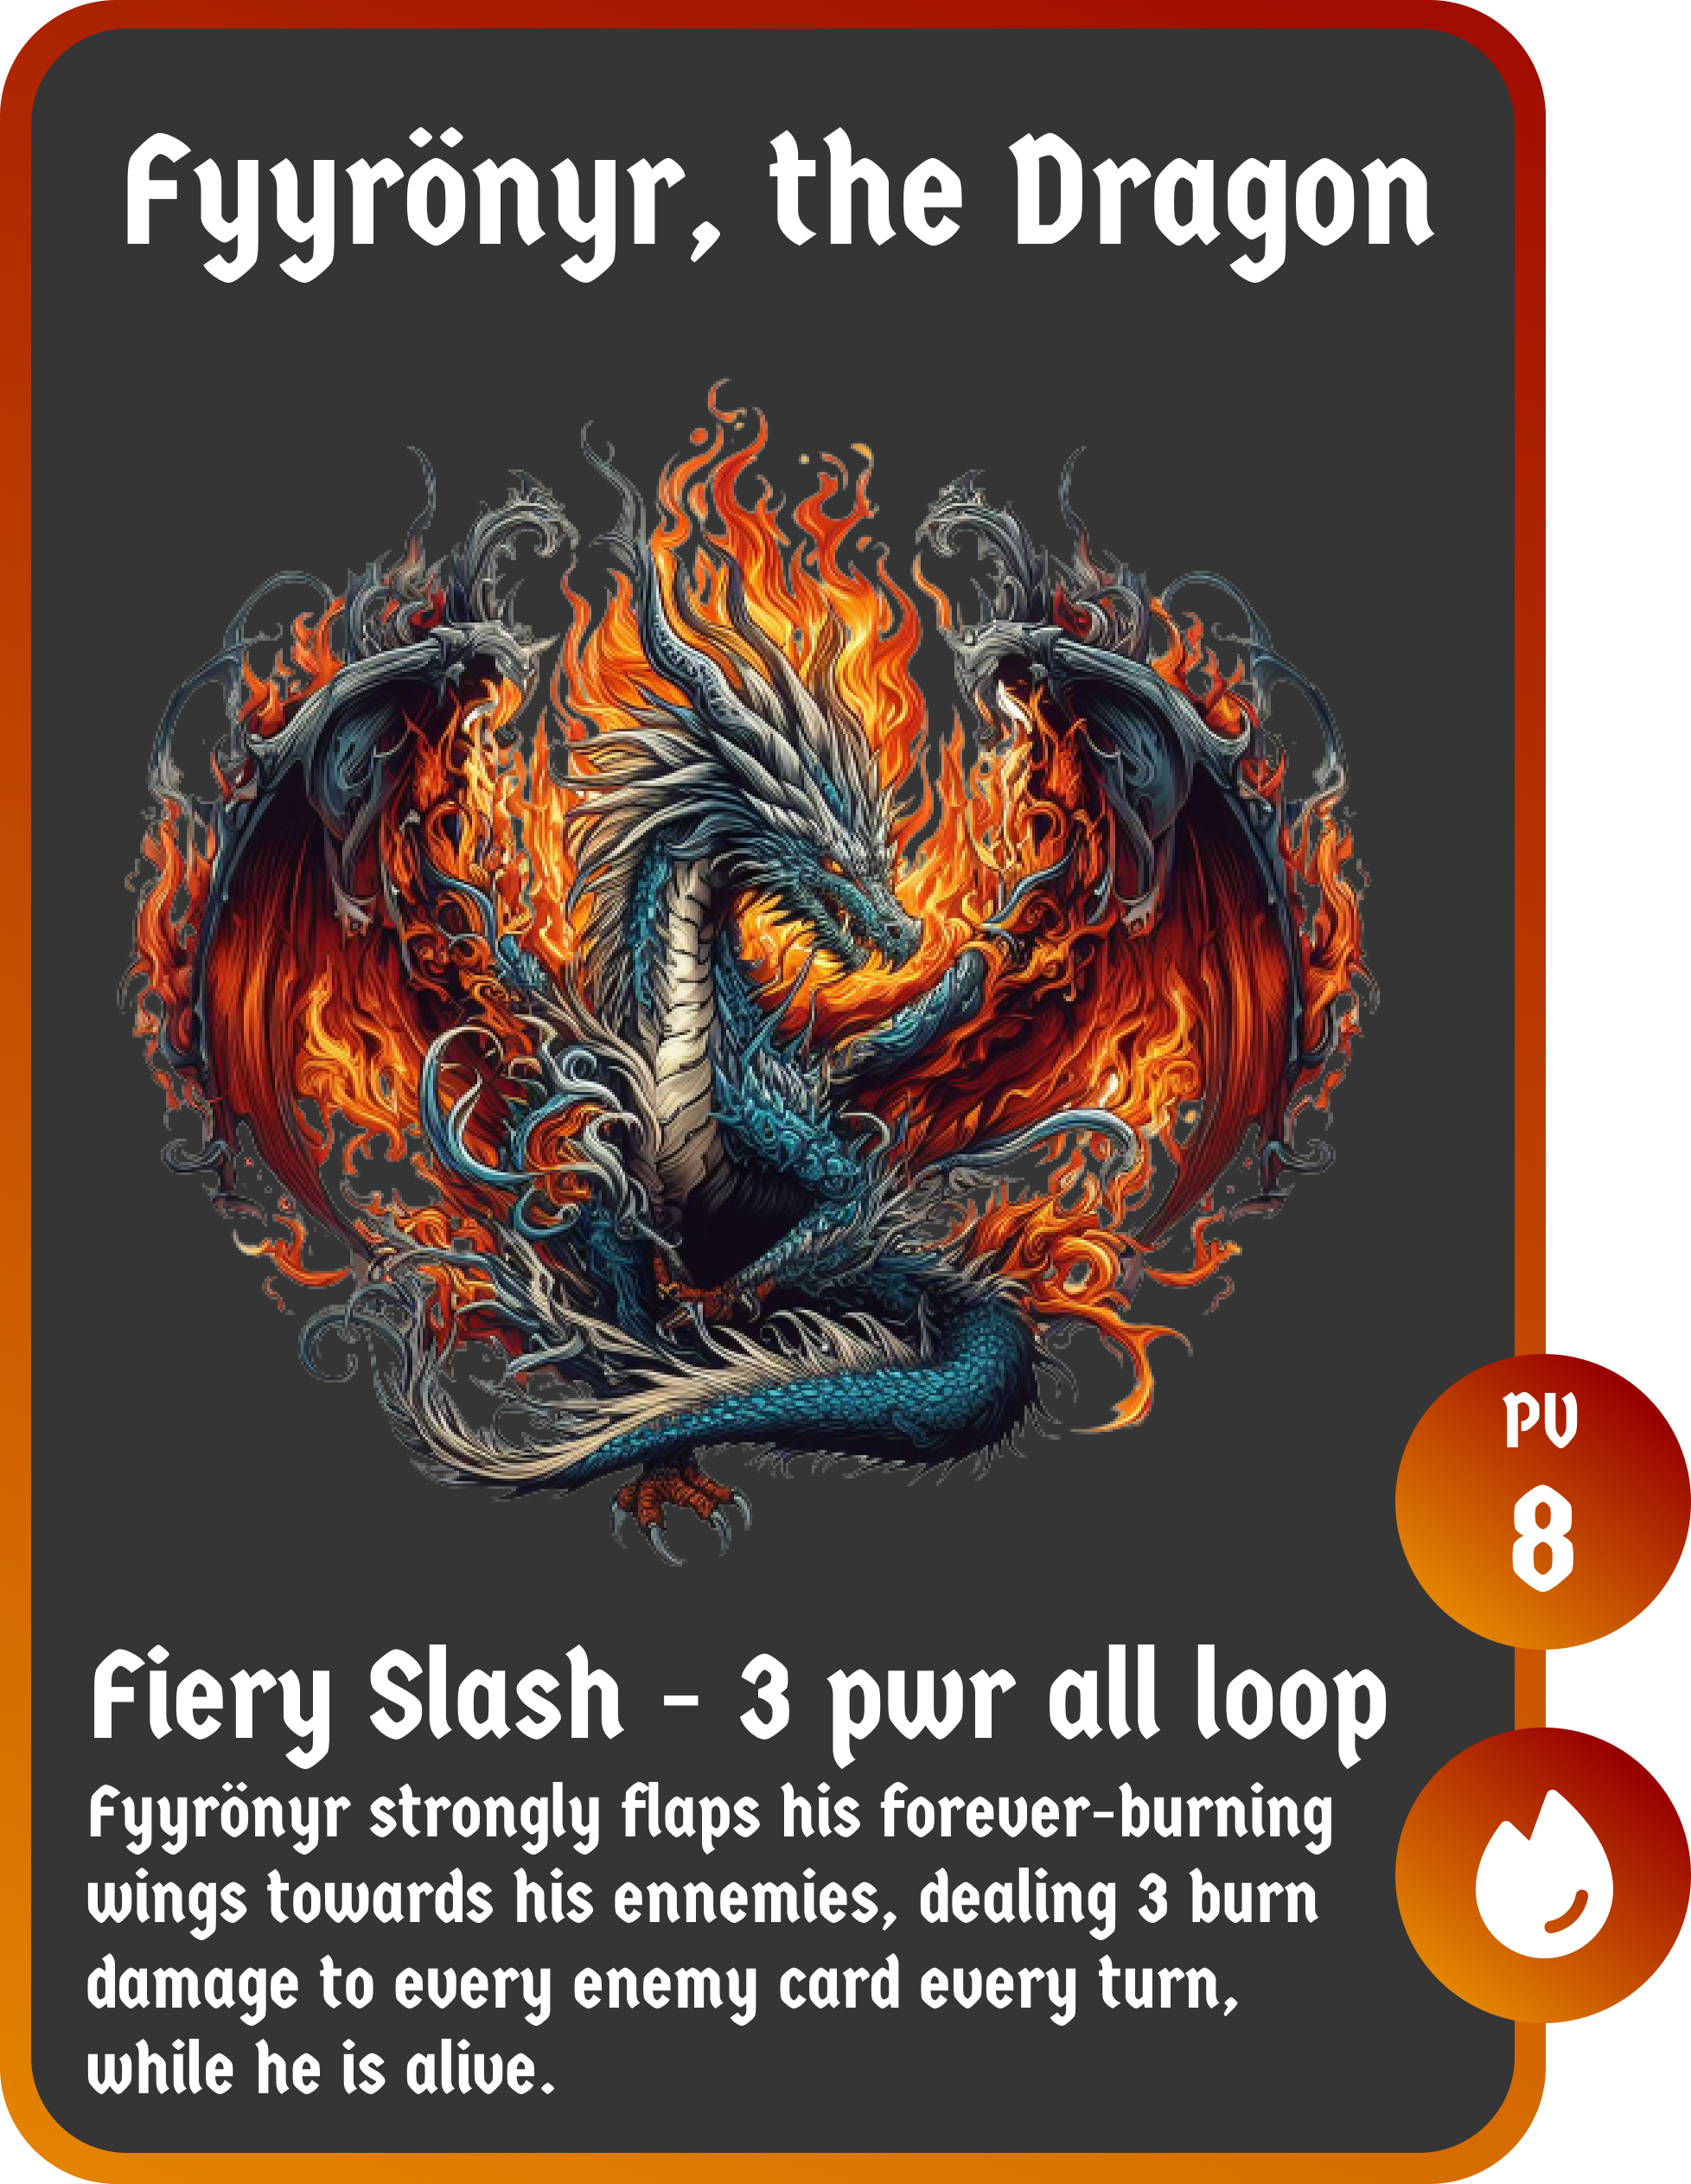 Fyyrönyr, the Dragon
PV
8
Fiery Slash - 3 pwr all loop
Fyyrönyr strongly flaps his forever-burning
wings towards his ennemies, dealing 3 burn
damage to every enemy card every turn,
while he is alive.